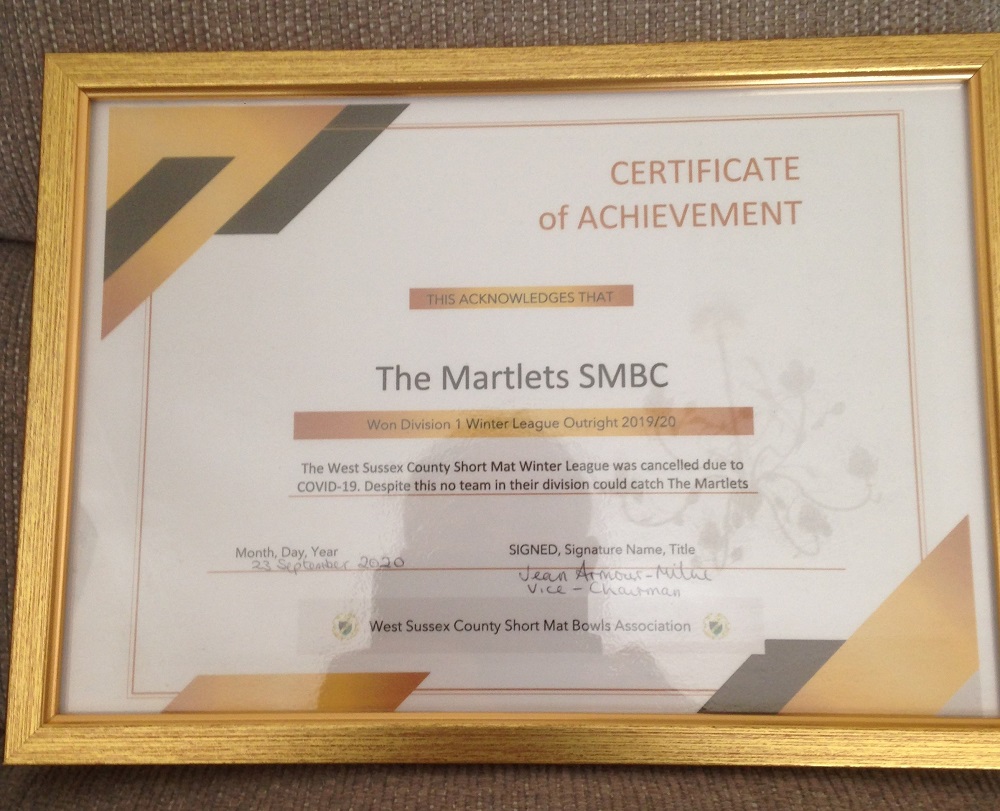 CERTIFICATE
of ACHIEVEMENT
THIS ACKNOWLEDGES THAT
The Martlets SMBC
Won Division 1 Winter League Outright 2019/20
The West Sussex County Short Mat Winter League was cancelled due to
COVID-19. Despite this no team in their division could catch The Martlets
Month, Day, Year
23 September 2020
SIGNED, Signature Name, Title
Jean Armour-Milne
Vice - Chairman
West Sussex County Short Mat Bowls Association